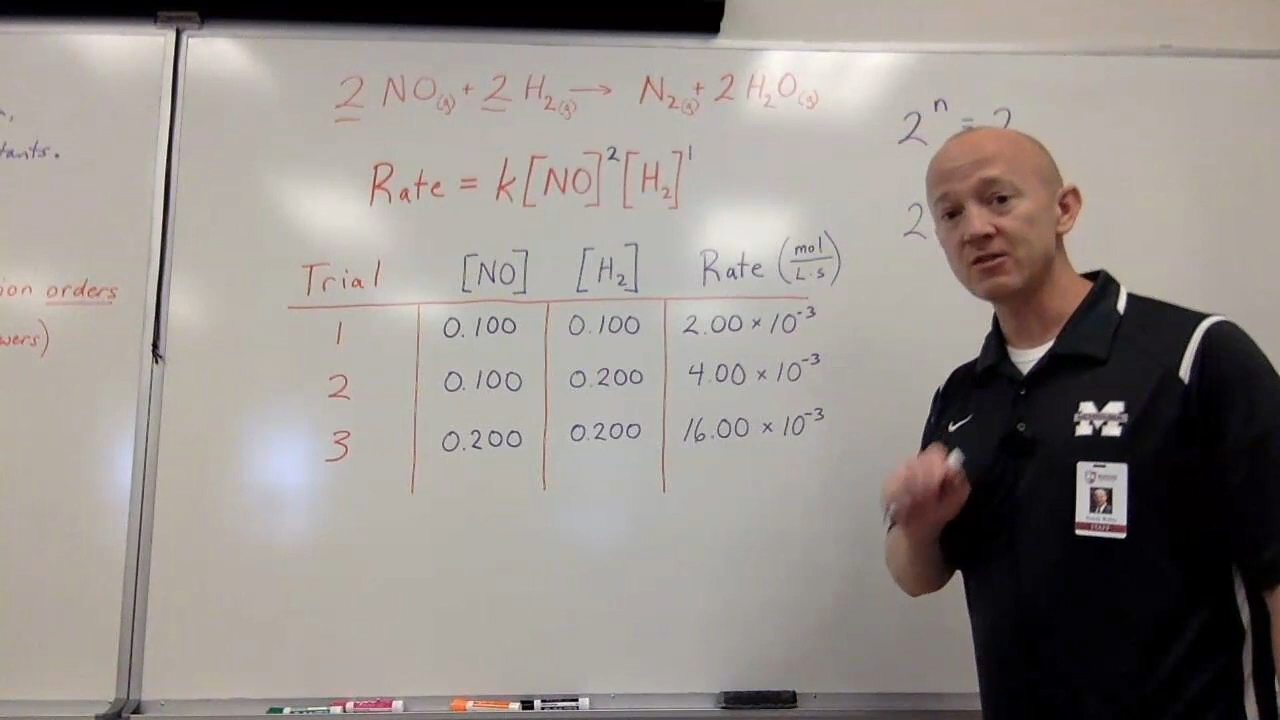 tants.
ion orders
wers)
2 NO(g) + 2 H₂(g) → N₂(g) + 2 H₂O(g)
Rate = k[NO]²[H₂]¹
Trial [NO] [H₂] Rate (mol/L·s)
1 0.100 0.100 2.00 × 10⁻³
2 0.100 0.200 4.00 × 10⁻³
3 0.200 0.200 16.00 × 10⁻³
2ⁿ = 2
2
M
STAFF